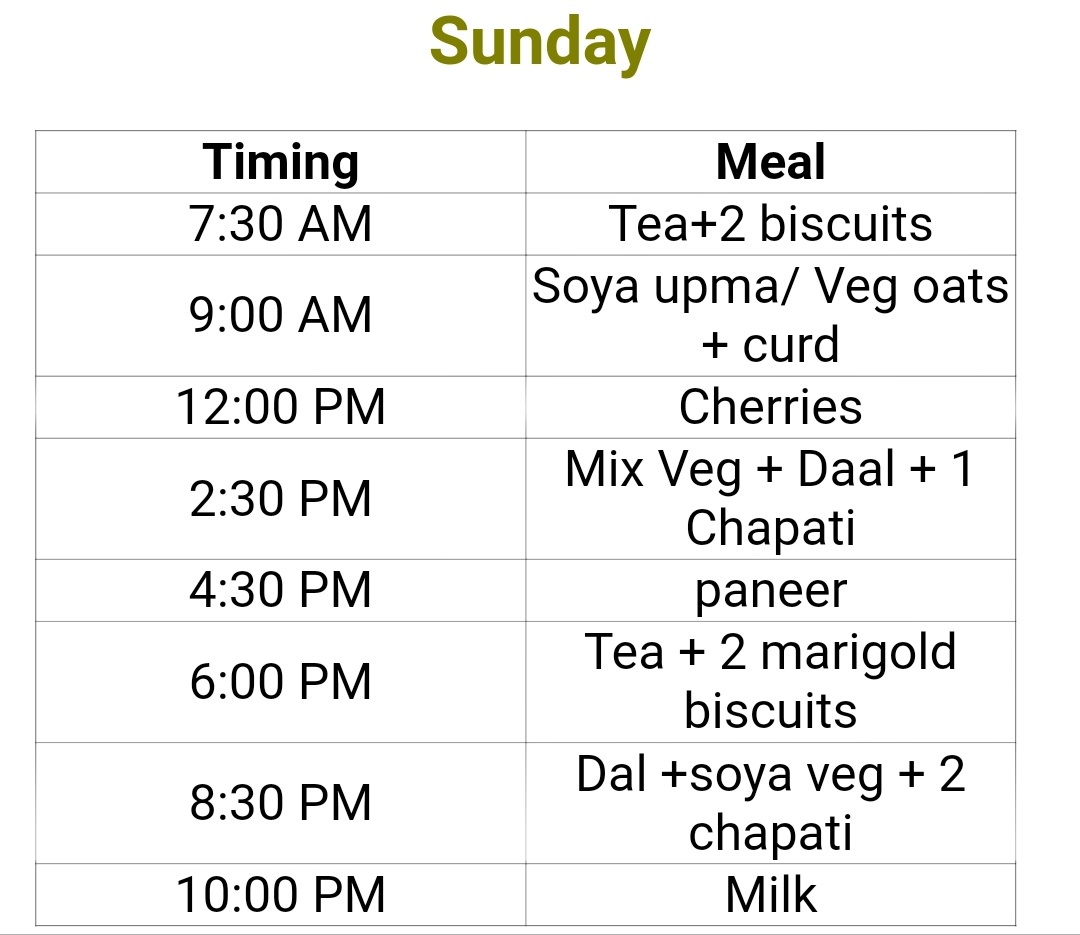 Sunday
Timing Meal
7:30 AM Tea+2 biscuits
9:00 AM Soya upma/ Veg oats
+ curd
12:00 PM Cherries
2:30 PM Mix Veg + Daal + 1
Chapati
4:30 PM paneer
6:00 PM Tea + 2 marigold
biscuits
8:30 PM Dal +soya veg + 2
chapati
10:00 PM Milk